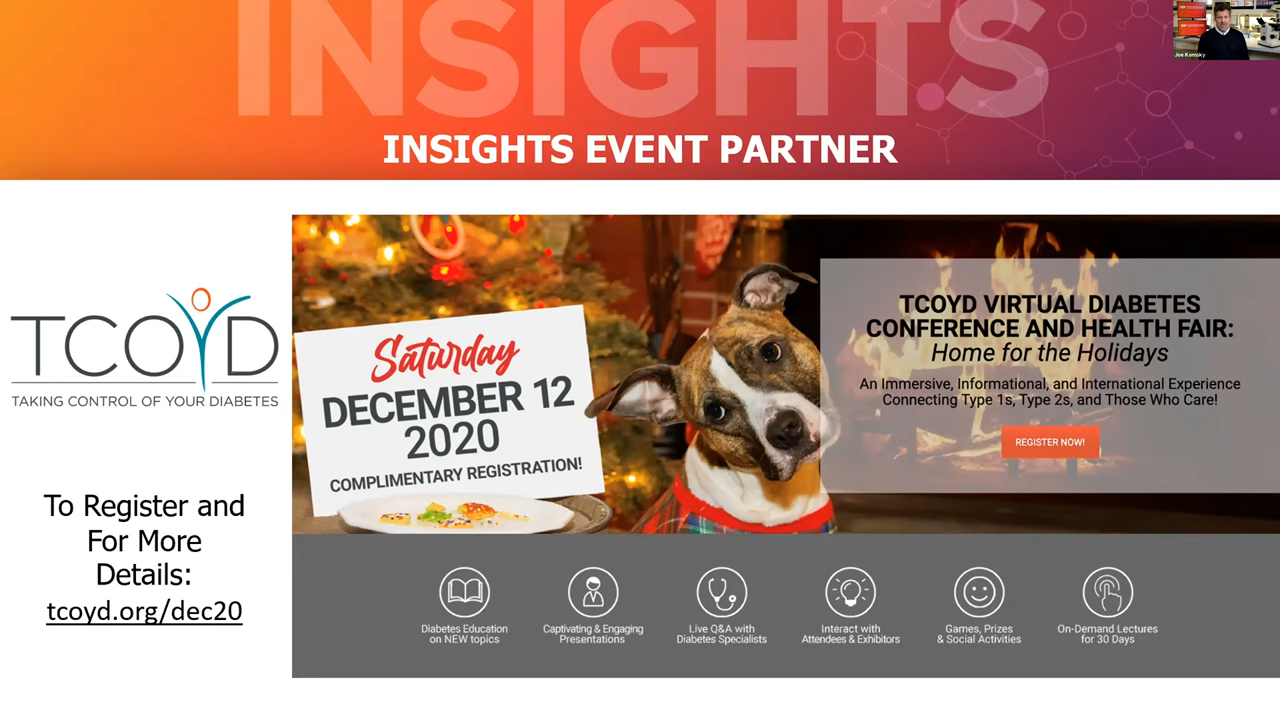 INSIGHTS
Joe Komsky
INSIGHTS EVENT PARTNER
TCOYD
TAKING CONTROL OF YOUR DIABETES
To Register and
For More
Details:
tcoyd.org/dec20
Saturday
DECEMBER 12
2020
COMPLIMENTARY REGISTRATION!
TCOYD VIRTUAL DIABETES
CONFERENCE AND HEALTH FAIR:
Home for the Holidays
An Immersive, Informational, and International Experience
Connecting Type 1s, Type 2s, and Those Who Care!
REGISTER NOW!
Diabetes Education
on NEW topics
Captivating & Engaging
Presentations
Live Q&A with
Diabetes Specialists
Interact with
Attendees & Exhibitors
Games, Prizes
& Social Activities
On-Demand Lectures
for 30 Days